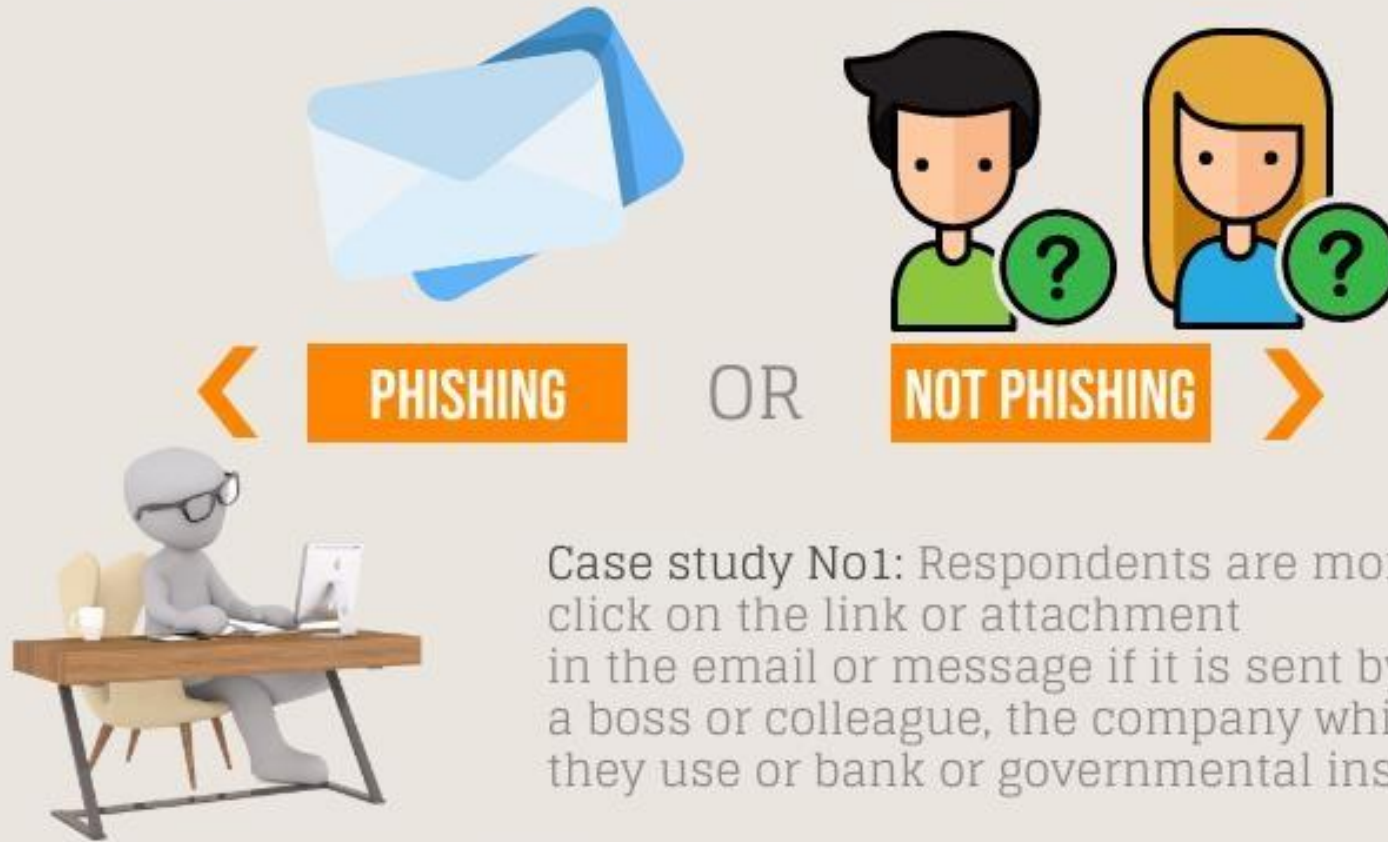 PHISHING OR NOT PHISHING
? ?
Case study No1: Respondents are
click on the link or attachment
in the email or message if it is sent
a boss or colleague, the company
they use or bank or governmental